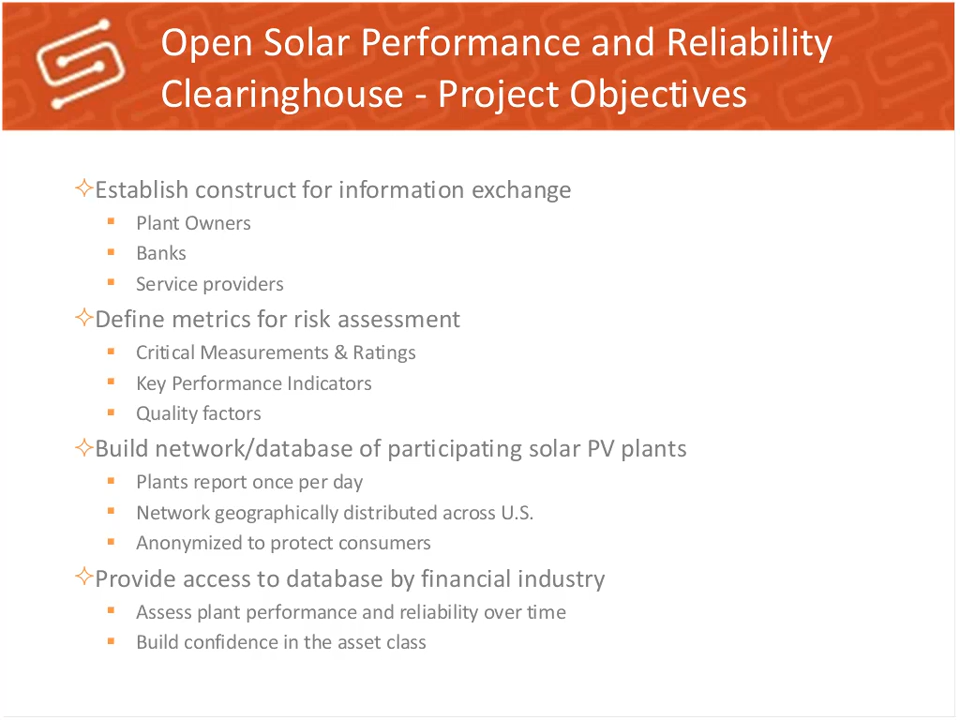 Open Solar Performance and Reliability
Clearinghouse - Project Objectives
Establish construct for information exchange
Plant Owners
Banks
Service providers
Define metrics for risk assessment
Critical Measurements & Ratings
Key Performance Indicators
Quality factors
Build network/database of participating solar PV plants
Plants report once per day
Network geographically distributed across U.S.
Anonymized to protect consumers
Provide access to database by financial industry
Assess plant performance and reliability over time
Build confidence in the asset class